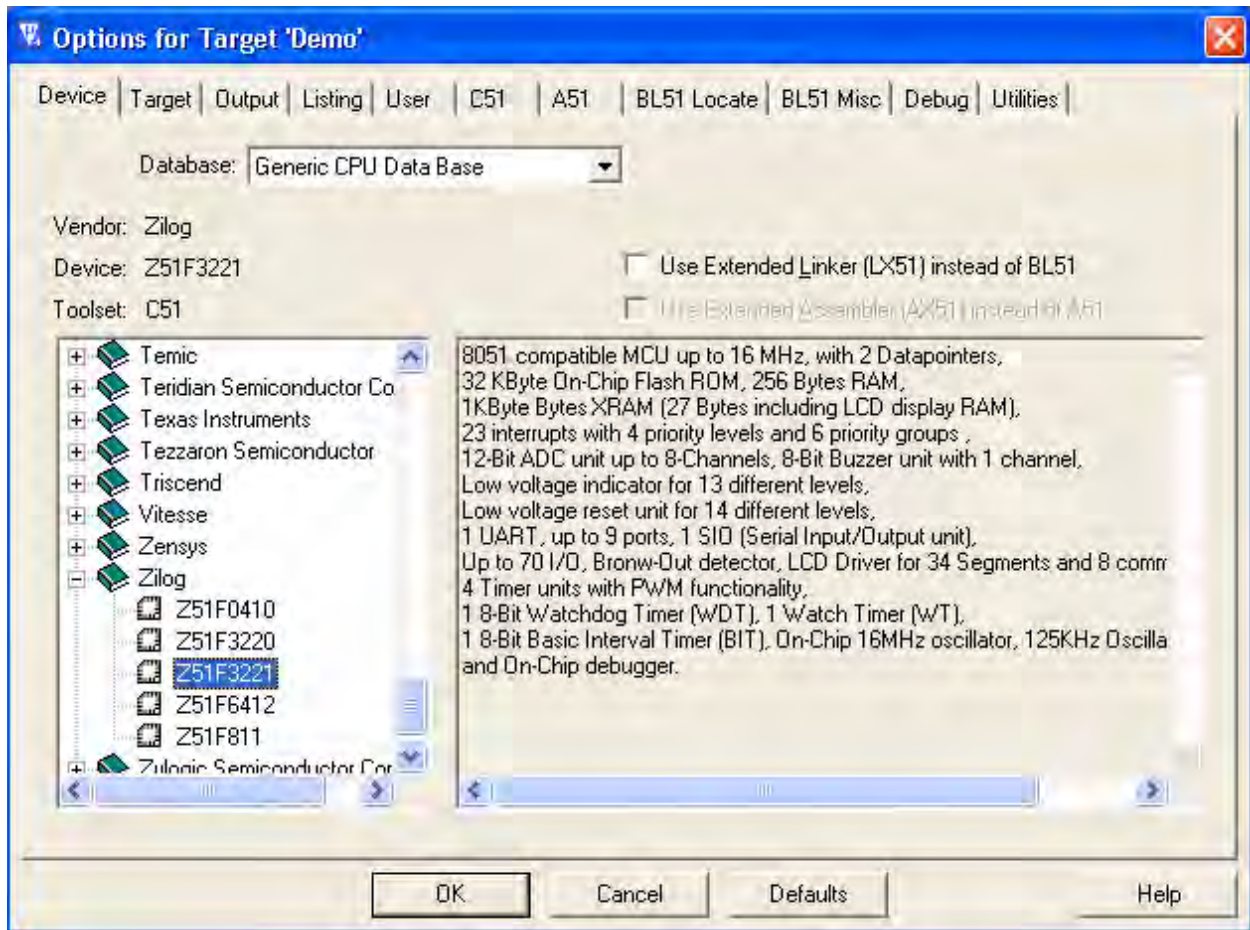 Options for Target 'Demo'
Device Target Output Listing User C51 A51 BL51 Locate BL51 Misc Debug Utilities
Database: Generic CPU Data Base
Vendor: Zilog
Device: Z51F3221
Use Extended Linker (LX51) instead of BL51
Toolset: C51
Use Extended Assembler (AX51) instead of A51
Temic
Teridian Semiconductor Co
Texas Instruments
Tezzaron Semiconductor
Triscend
Vitesse
Zensys
Zilog
Z51F0410
Z51F3220
Z51F3221
Z51F6412
Z51F811
Zylogic Semiconductor Cor
8051 compatible MCU up to 16 MHz, with 2 Datapointers,
32 KByte On-Chip Flash ROM, 256 Bytes RAM,
1KByte Bytes XRAM (27 Bytes including LCD display RAM),
23 interrupts with 4 priority levels and 6 priority groups ,
12-Bit ADC unit up to 8-Channels, 8-Bit Buzzer unit with 1 channel,
Low voltage indicator for 13 different levels,
Low voltage reset unit for 14 different levels,
1 UART, up to 9 ports, 1 SIO (Serial Input/Output unit),
Up to 70 I/O, Bronw-Out detector, LCD Driver for 34 Segments and 8 comm
4 Timer units with PWM functionality,
1 8-Bit Watchdog Timer (WDT), 1 Watch Timer (WT),
1 8-Bit Basic Interval Timer (BIT), On-Chip 16MHz oscillator, 125KHz Oscilla
and On-Chip debugger.
OK Cancel Defaults Help